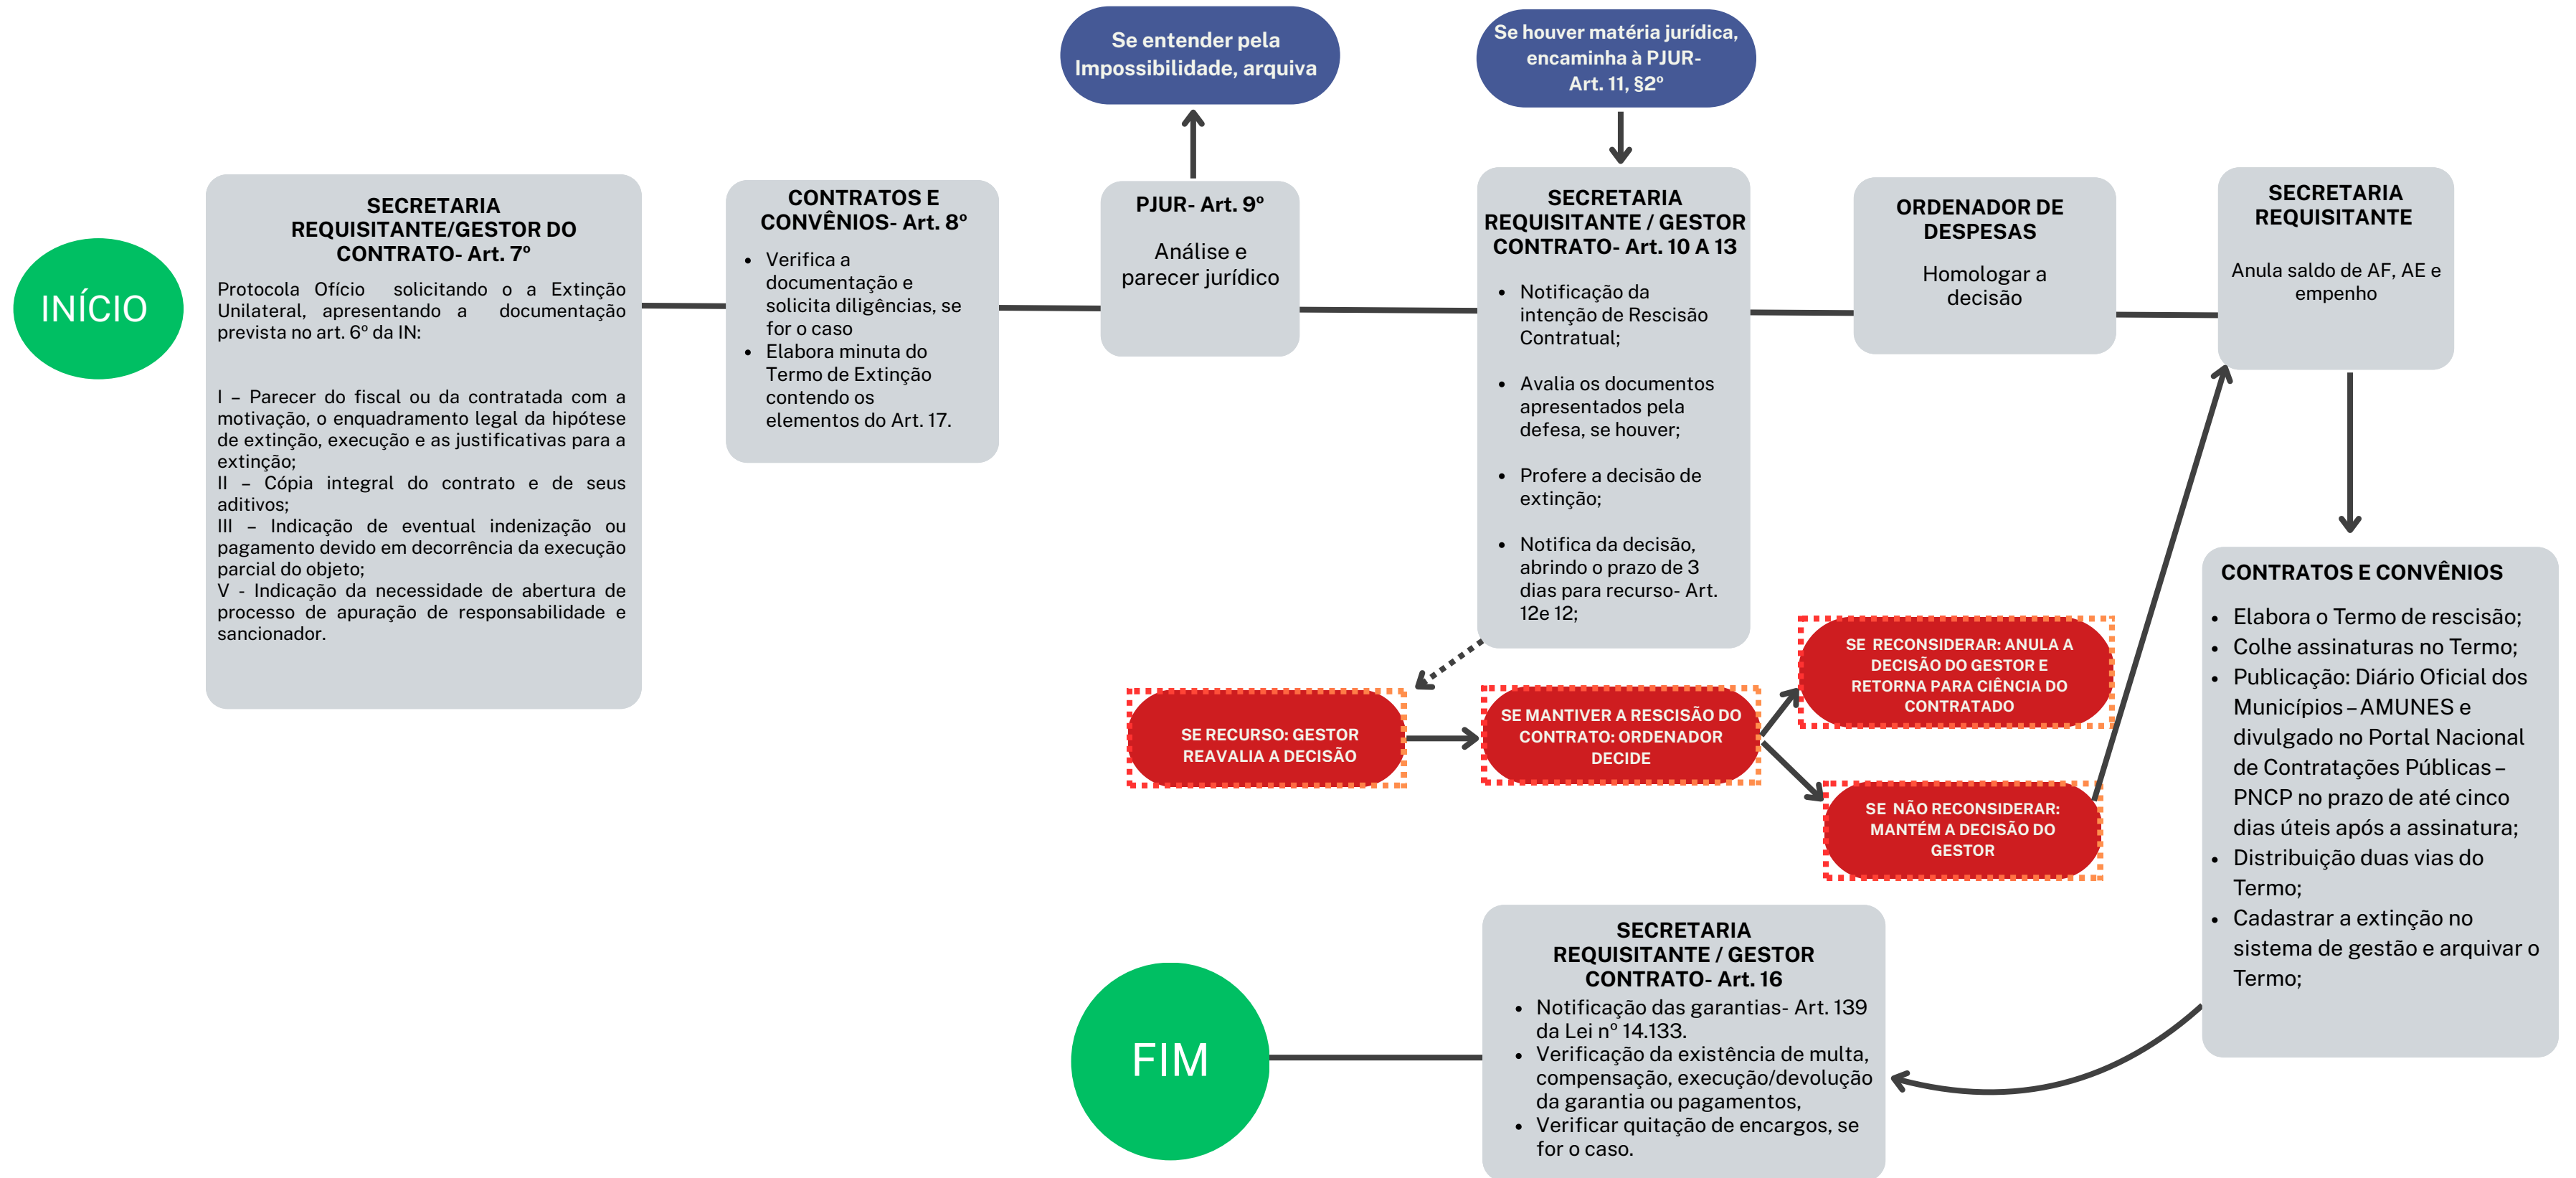 Se entender pela
Impossibilidade, arquiva
Se houver matéria jurídica,
encaminha à PJUR-
Art. 11, §2º
INÍCIO
SECRETARIA
REQUISITANTE/GESTOR DO
CONTRATO- Art. 7º
Protocola Ofício solicitando o a Extinção
Unilateral, apresentando a documentação
prevista no art. 6º da IN:
I – Parecer do fiscal ou da contratada com a
motivação, o enquadramento legal da hipótese
de extinção, execução e as justificativas para a
extinção;
II – Cópia integral do contrato e de seus
aditivos;
III – Indicação de eventual indenização ou
pagamento devido em decorrência da execução
parcial do objeto;
V - Indicação da necessidade de abertura de
processo de apuração de responsabilidade e
sancionador.
CONTRATOS E
CONVÊNIOS- Art. 8º
• Verifica a
documentação e
solicita diligências, se
for o caso
• Elabora minuta do
Termo de Extinção
contendo os
elementos do Art. 17.
PJUR- Art. 9º
Análise e
parecer jurídico
SECRETARIA
REQUISITANTE / GESTOR
CONTRATO- Art. 10 A 13
• Notificação da
intenção de Rescisão
Contratual;
• Avalia os documentos
apresentados pela
defesa, se houver;
• Profere a decisão de
extinção;
• Notifica da decisão,
abrindo o prazo de 3
dias para recurso- Art.
12e 12;
ORDENADOR DE
DESPESAS
Homologar a
decisão
SECRETARIA
REQUISITANTE
Anula saldo de AF, AE e
empenho
SE RECURSO: GESTOR
REAVALIA A DECISÃO
SE MANTIVER A RESCISÃO DO
CONTRATO: ORDENADOR
DECIDE
SE RECONSIDERAR: ANULA A
DECISÃO DO GESTOR E
RETORNA PARA CIÊNCIA DO
CONTRATADO
SE NÃO RECONSIDERAR:
MANTÉM A DECISÃO DO
GESTOR
CONTRATOS E CONVÊNIOS
• Elabora o Termo de rescisão;
• Colhe assinaturas no Termo;
• Publicação: Diário Oficial dos
Municípios – AMUNES e
divulgado no Portal Nacional
de Contratações Públicas –
PNCP no prazo de até cinco
dias úteis após a assinatura;
• Distribuição duas vias do
Termo;
• Cadastrar a extinção no
sistema de gestão e arquivar o
Termo;
SECRETARIA
REQUISITANTE / GESTOR
CONTRATO- Art. 16
• Notificação das garantias- Art. 139
da Lei nº 14.133.
• Verificação da existência de multa,
compensação, execução/devolução
da garantia ou pagamentos,
• Verificar quitação de encargos, se
for o caso.
FIM